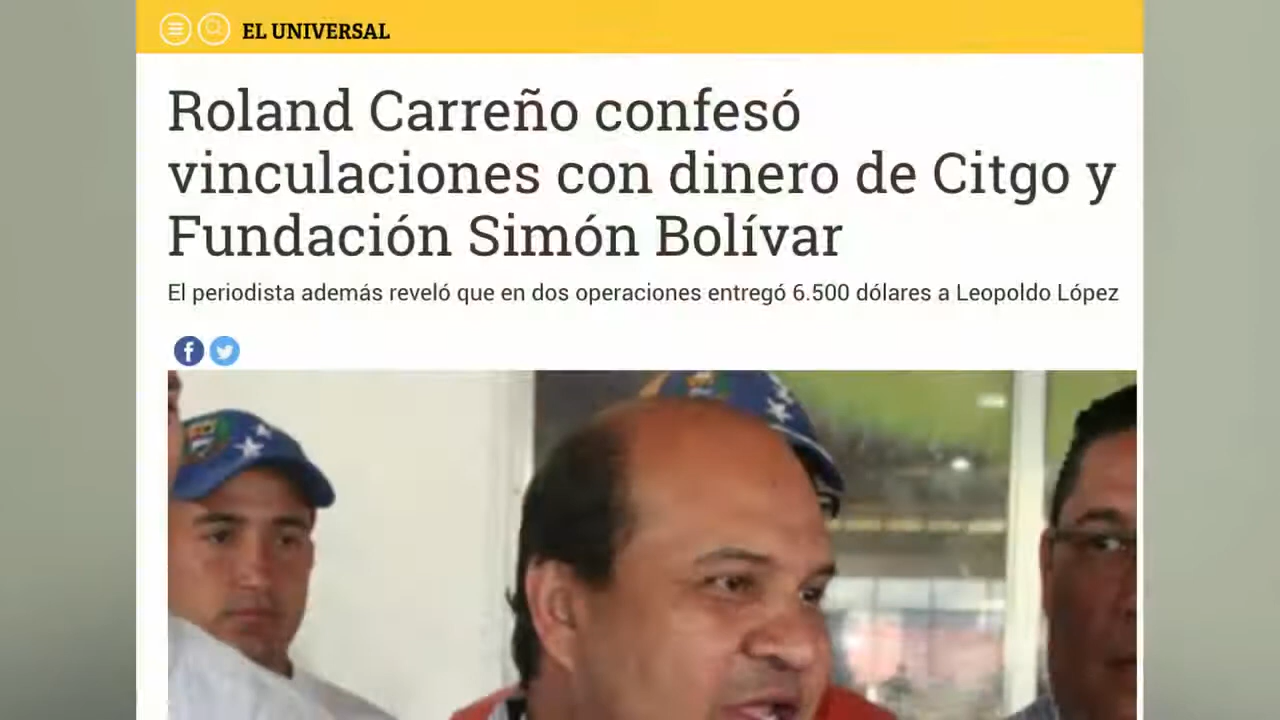 EL UNIVERSAL
Roland Carreño confesó
vinculaciones con dinero de Citgo y
Fundación Simón Bolívar
El periodista además reveló que en dos operaciones entregó 6.500 dólares a Leopoldo López